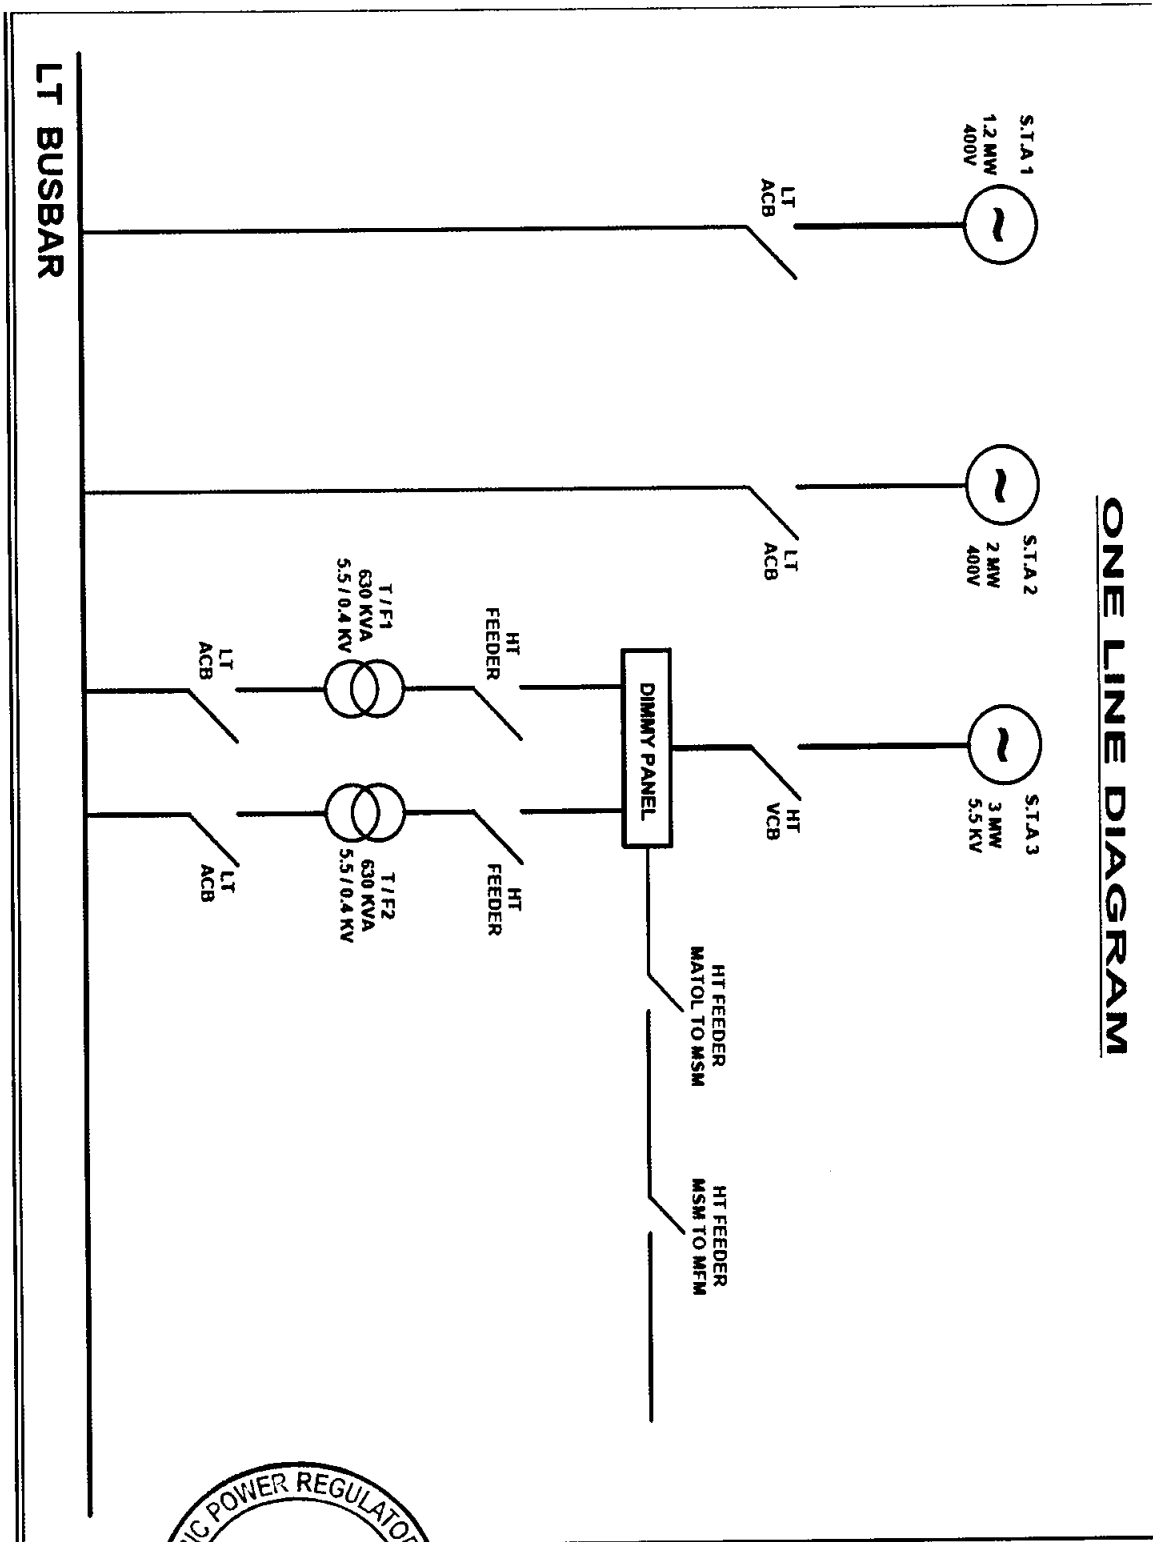 ONE LINE DIAGRAM
S.T.A 1
1.2 MW
400V
S.T.A 2
2 MW
400V
S.T.A 3
3 MW
5.5 KV
LT
ACB
LT
ACB
HT
VCB
DIMMY PANEL
HT FEEDER
MATOL TO MSM
HT FEEDER
MSM TO MFM
HT
FEEDER
HT
FEEDER
T / F1
630 KVA
5.5 / 0.4 KV
T / F2
630 KVA
5.5 / 0.4 KV
LT
ACB
LT
ACB
LT BUSBAR
POWER